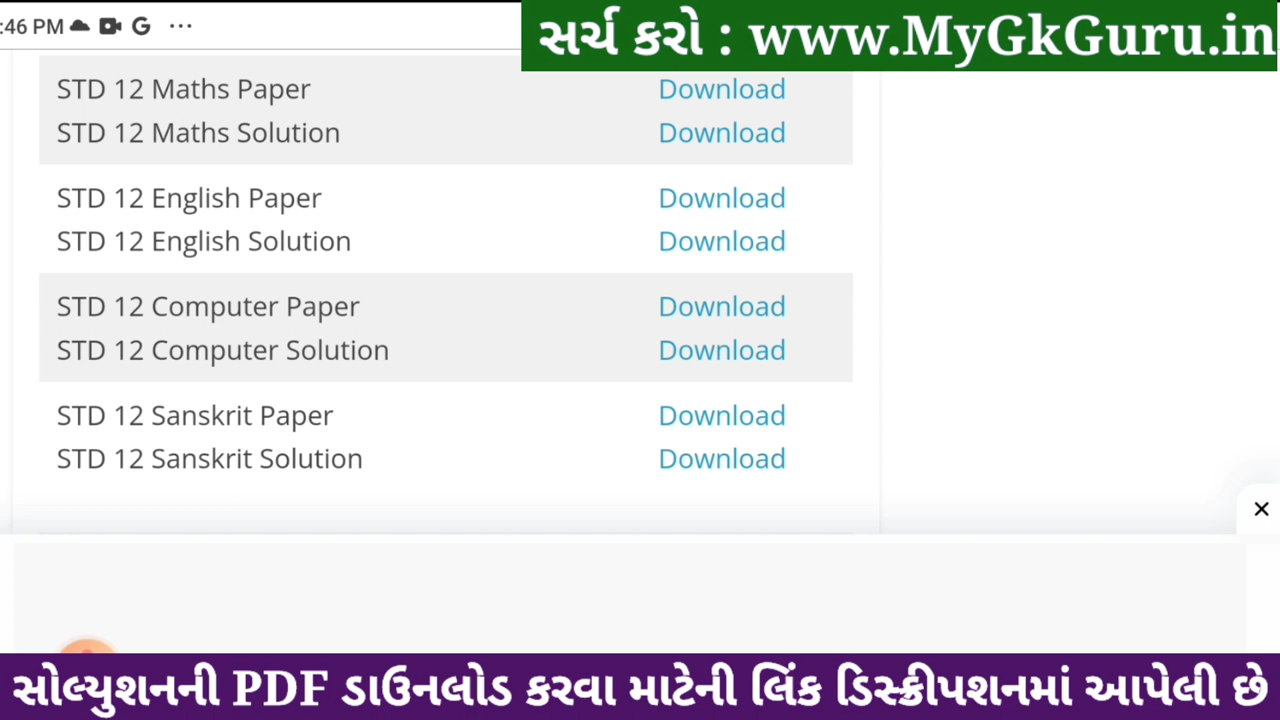 :46 PM G ...
સર્ચ કરો : www.MyGkGuru.in
STD 12 Maths Paper Download
STD 12 Maths Solution Download
STD 12 English Paper Download
STD 12 English Solution Download
STD 12 Computer Paper Download
STD 12 Computer Solution Download
STD 12 Sanskrit Paper Download
STD 12 Sanskrit Solution Download
સોલ્યુશનની PDF ડાઉનલોડ કરવા માટેની લિંક ડિસ્ક્રીપશનમાં આપેલી છે